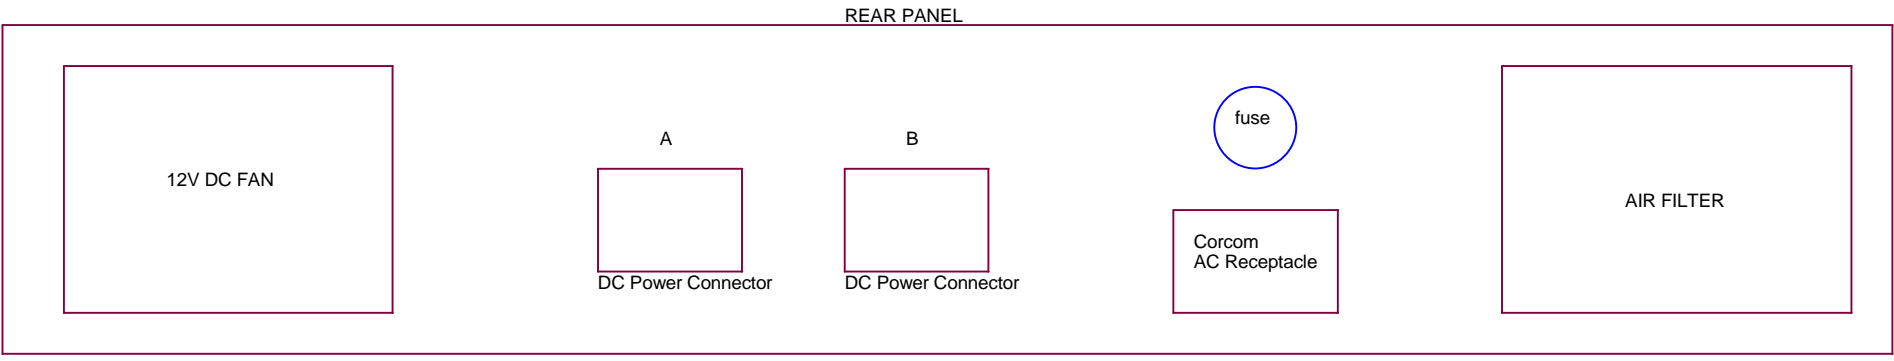 REAR PANEL
12V DC FAN
A
DC Power Connector
B
DC Power Connector
fuse
Corcom
AC Receptacle
AIR FILTER